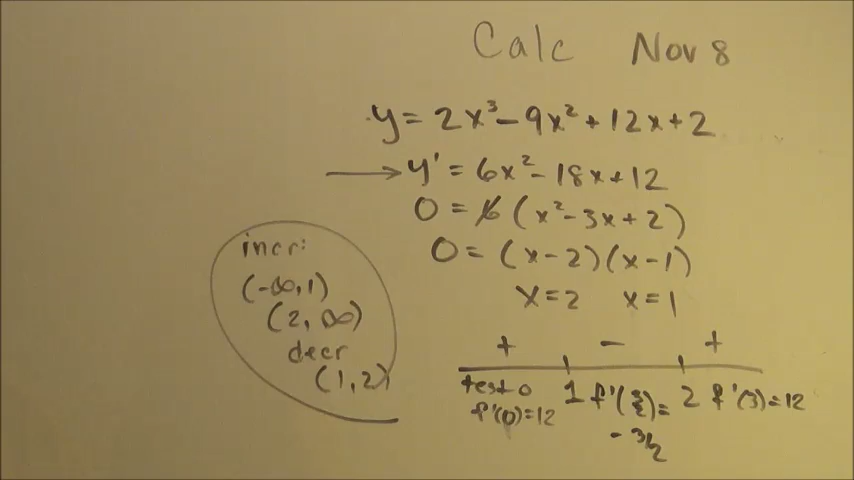 Calc Nov 8
y = 2x³ - 9x² + 12x + 2
→ y' = 6x² - 18x + 12
0 = 6 (x² - 3x + 2)
0 = (x - 2)(x - 1)
x = 2 x = 1
incr:
(-∞, 1)
(2, ∞)
decr
(1, 2)
+ - +
test 0 1 f'(3/2) = 2 f'(3) = 12
f'(0) = 12
- 3/2